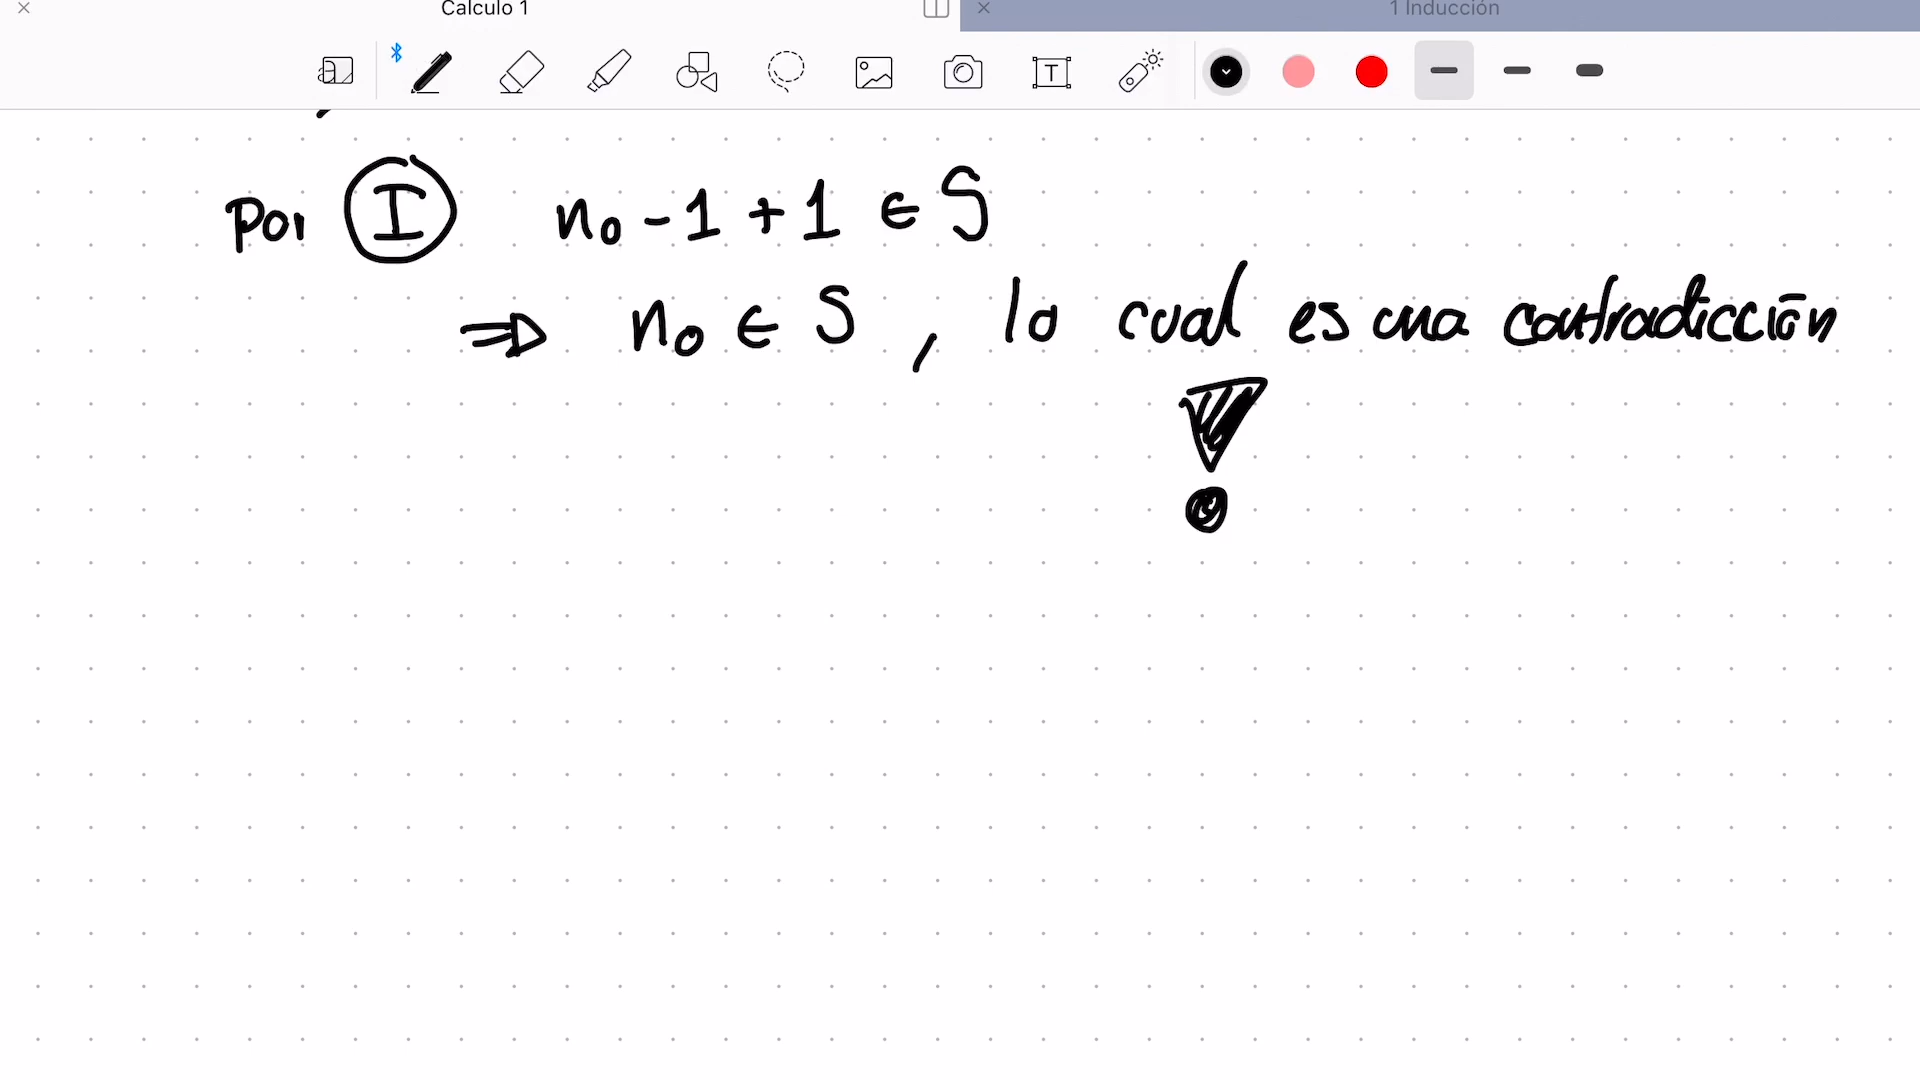 Calculo 1
1 Inducción
Por I n₀ - 1 + 1 ∈ S
⇒ n₀ ∈ S , lo cual es una contradicción
!